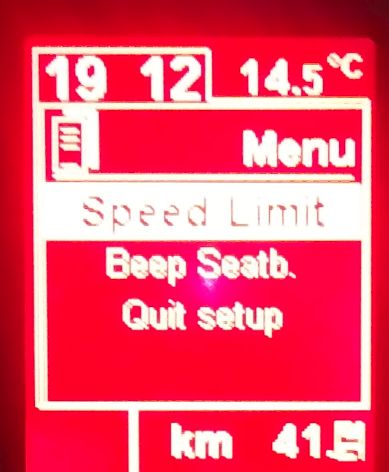 19 12 14.5°C
Menu
Speed Limit
Beep Seatb.
Quit setup
km 41.